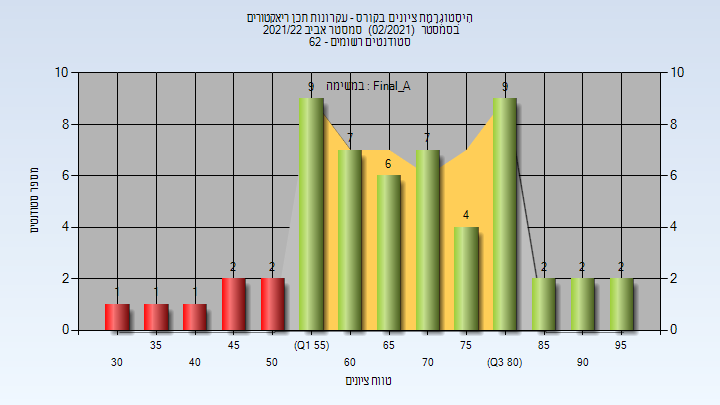 היסטוגרמת ציונים בקורס - עקרונות תכן ריאקטורים
בסמסטר (02/2021) סמסטר אביב 2021/22
סטודנטים רשומים - 62
במשימה : Final_A
מספר סטודנטים
10 10
8 8
6 6
4 4
2 2
0 0
1 1 1 2 2 9 7 6 7 4 9 2 2 2
35 45 (Q1 55) 65 75 85 95
30 40 50 60 70 (Q3 80) 90
טווח ציונים